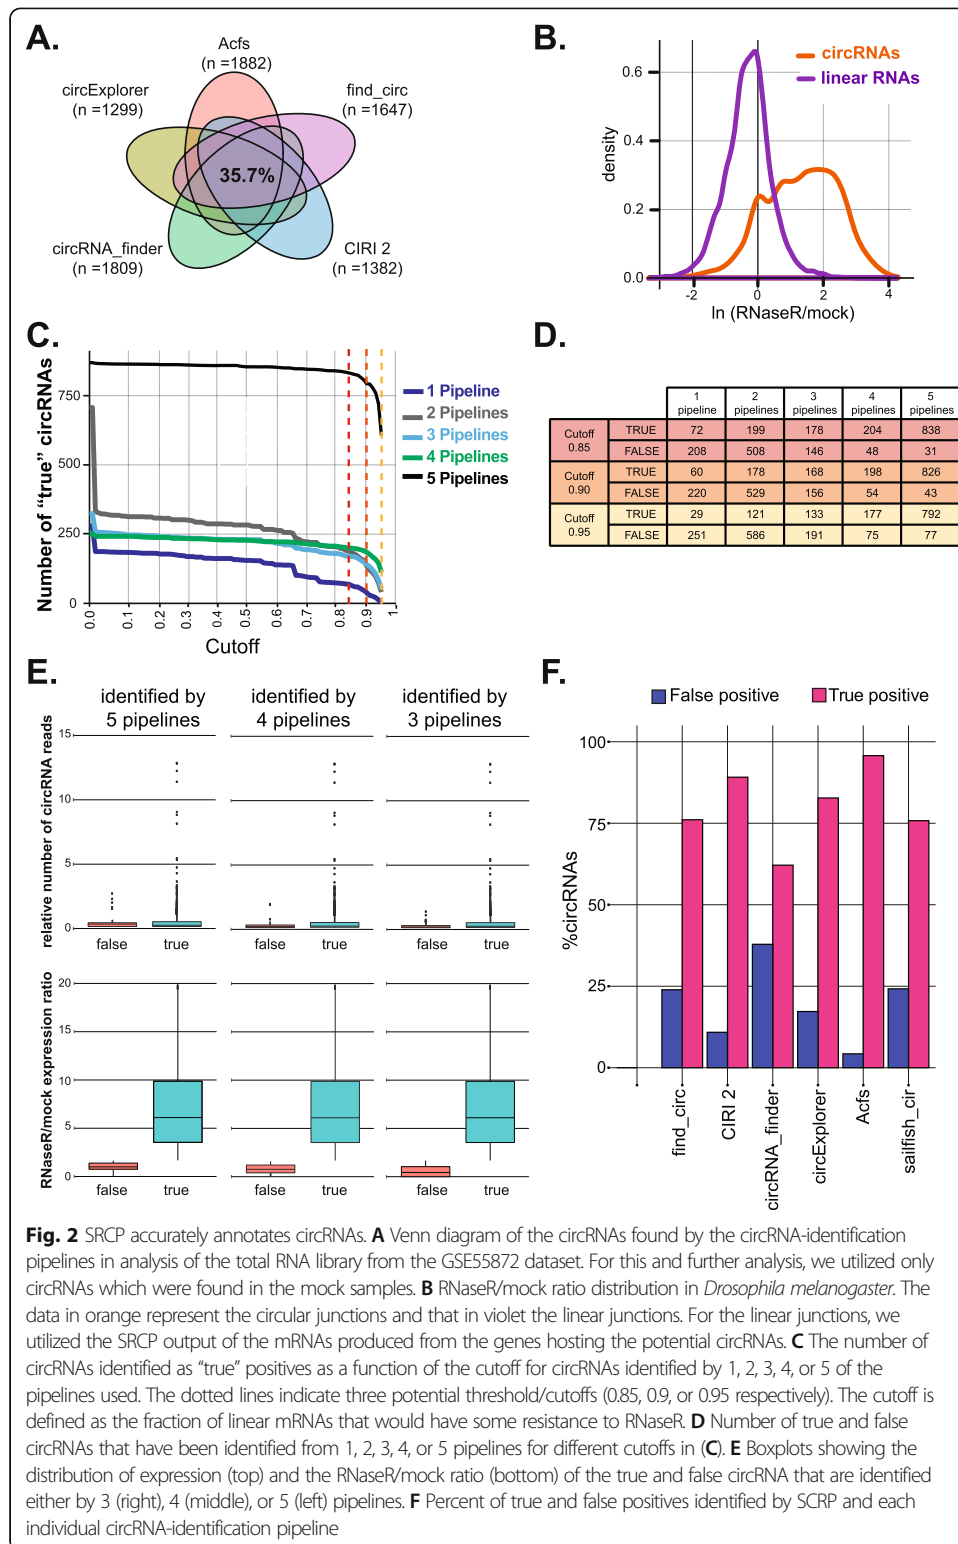 A.
Acfs
(n =1882)
circExplorer
(n =1299)
find_circ
(n =1647)
35.7%
circRNA_finder
(n =1809)
CIRI 2
(n =1382)
B.
circRNAs
linear RNAs
density
0.6
0.4
0.2
0.0
-2
0
2
4
ln (RNaseR/mock)
C.
Number of “true” circRNAs
750
500
250
0
0.0
0.1
0.2
0.3
0.4
0.5
0.6
0.7
0.8
0.9
1.
Cutoff
1 Pipeline
2 Pipelines
3 Pipelines
4 Pipelines
5 Pipelines
D.
1 pipeline 2 pipelines 3 pipelines 4 pipelines 5 pipelines
Cutoff 0.85 TRUE 72 199 178 204 838
FALSE 208 508 146 48 31
Cutoff 0.90 TRUE 60 178 168 198 826
FALSE 220 529 156 54 43
Cutoff 0.95 TRUE 29 121 133 177 792
FALSE 251 586 191 75 77
E.
identified by 5 pipelines
identified by 4 pipelines
identified by 3 pipelines
relative number of circRNA reads
15
10
5
0
false true false true false true
RNaseR/mock expression ratio
20
15
10
5
0
false true false true false true
F.
False positive
True positive
%circRNAs
100
75
50
25
0
find_circ
CIRI 2
circRNA_finder
circExplorer
Acfs
sailfish_cir
Fig. 2 SRCP accurately annotates circRNAs. A Venn diagram of the circRNAs found by the circRNA-identification
pipelines in analysis of the total RNA library from the GSE55872 dataset. For this and further analysis, we utilized only
circRNAs which were found in the mock samples. B RNaseR/mock ratio distribution in Drosophila melanogaster. The
data in orange represent the circular junctions and that in violet the linear junctions. For the linear junctions, we
utilized the SRCP output of the mRNAs produced from the genes hosting the potential circRNAs. C The number of
circRNAs identified as “true” positives as a function of the cutoff for circRNAs identified by 1, 2, 3, 4, or 5 of the
pipelines used. The dotted lines indicate three potential threshold/cutoffs (0.85, 0.9, or 0.95 respectively). The cutoff is
defined as the fraction of linear mRNAs that would have some resistance to RNaseR. D Number of true and false
circRNAs that have been identified from 1, 2, 3, 4, or 5 pipelines for different cutoffs in (C). E Boxplots showing the
distribution of expression (top) and the RNaseR/mock ratio (bottom) of the true and false circRNA that are identified
either by 3 (right), 4 (middle), or 5 (left) pipelines. F Percent of true and false positives identified by SCRP and each
individual circRNA-identification pipeline